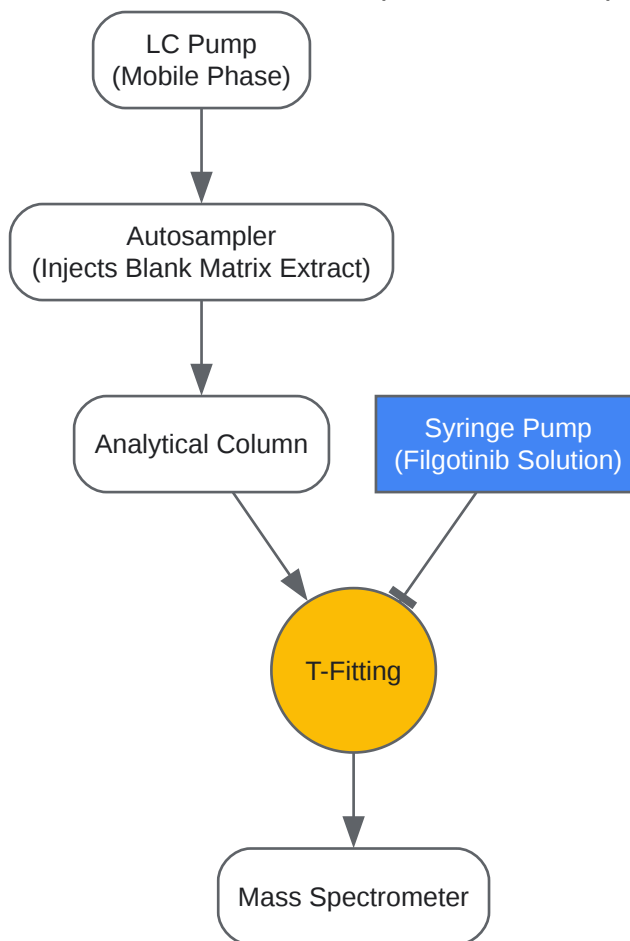 LC Pump
(Mobile Phase)
Autosampler
(Injects Blank Matrix Extract)
Analytical Column
Syringe Pump
(Filgotinib Solution)
T-Fitting
Mass Spectrometer